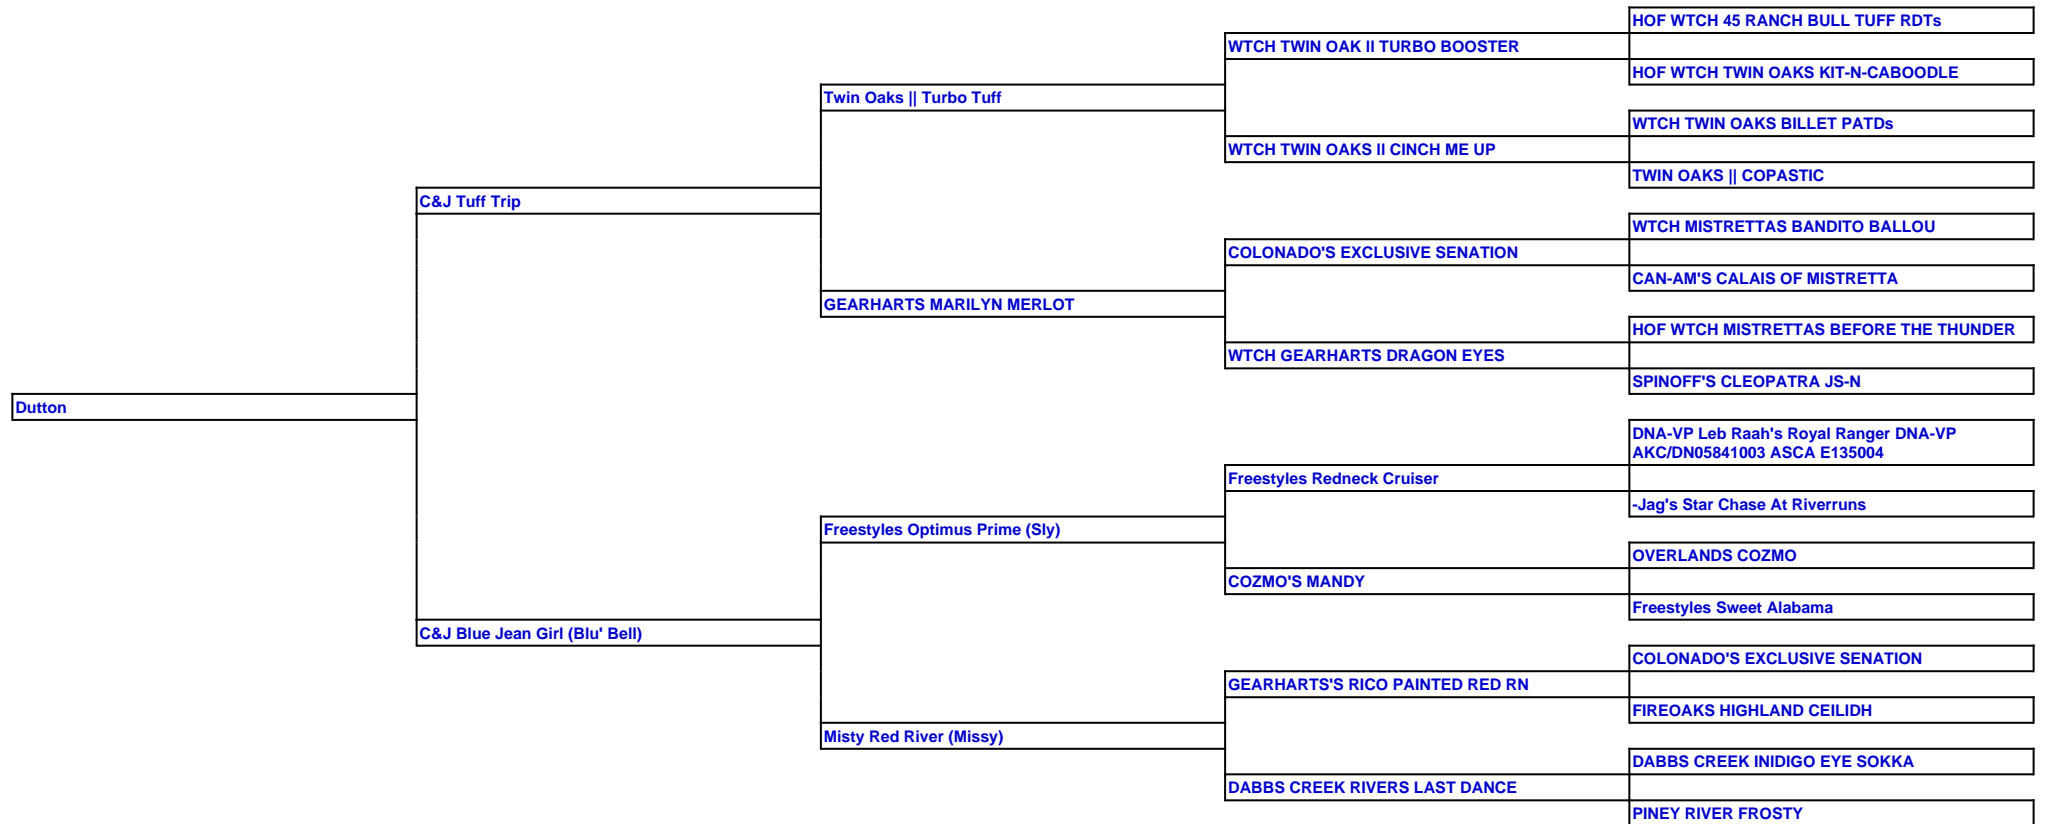 HOF WTCH 45 RANCH BULL TUFF RDTs
WTCH TWIN OAK II TURBO BOOSTER
HOF WTCH TWIN OAKS KIT-N-CABOODLE
Twin Oaks || Turbo Tuff
WTCH TWIN OAKS BILLET PATDs
WTCH TWIN OAKS II CINCH ME UP
TWIN OAKS || COPASTIC
C&J Tuff Trip
WTCH MISTRETTAS BANDITO BALLOU
COLONADO'S EXCLUSIVE SENATION
CAN-AM'S CALAIS OF MISTRETTA
GEARHARTS MARILYN MERLOT
HOF WTCH MISTRETTAS BEFORE THE THUNDER
WTCH GEARHARTS DRAGON EYES
SPINOFF'S CLEOPATRA JS-N
Dutton
DNA-VP Leb Raah's Royal Ranger DNA-VP
AKC/DN05841003 ASCA E135004
Freestyles Redneck Cruiser
-Jag's Star Chase At Riverruns
Freestyles Optimus Prime (Sly)
OVERLANDS COZMO
COZMO'S MANDY
Freestyles Sweet Alabama
C&J Blue Jean Girl (Blu' Bell)
COLONADO'S EXCLUSIVE SENATION
GEARHARTS'S RICO PAINTED RED RN
FIREOAKS HIGHLAND CEILIDH
Misty Red River (Missy)
DABBS CREEK INIDIGO EYE SOKKA
DABBS CREEK RIVERS LAST DANCE
PINEY RIVER FROSTY